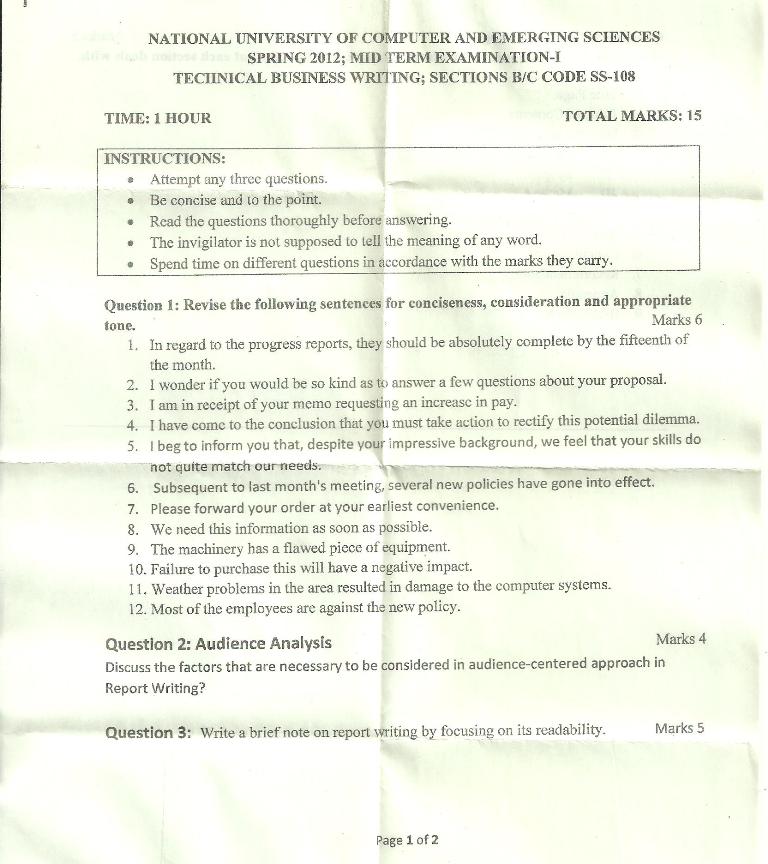 NATIONAL UNIVERSITY OF COMPUTER AND EMERGING SCIENCES
SPRING 2012; MID TERM EXAMINATION-I
TECHNICAL BUSINESS WRITING; SECTIONS B/C CODE SS-108
TIME: 1 HOUR TOTAL MARKS: 15
INSTRUCTIONS:
• Attempt any three questions.
• Be concise and to the point.
• Read the questions thoroughly before answering.
• The invigilator is not supposed to tell the meaning of any word.
• Spend time on different questions in accordance with the marks they carry.
Question 1: Revise the following sentences for conciseness, consideration and appropriate
tone. Marks 6
1. In regard to the progress reports, they should be absolutely complete by the fifteenth of
the month.
2. I wonder if you would be so kind as to answer a few questions about your proposal.
3. I am in receipt of your memo requesting an increase in pay.
4. I have come to the conclusion that you must take action to rectify this potential dilemma.
5. I beg to inform you that, despite your impressive background, we feel that your skills do
not quite match our needs.
6. Subsequent to last month's meeting, several new policies have gone into effect.
7. Please forward your order at your earliest convenience.
8. We need this information as soon as possible.
9. The machinery has a flawed piece of equipment.
10. Failure to purchase this will have a negative impact.
11. Weather problems in the area resulted in damage to the computer systems.
12. Most of the employees are against the new policy.
Question 2: Audience Analysis Marks 4
Discuss the factors that are necessary to be considered in audience-centered approach in
Report Writing?
Question 3: Write a brief note on report writing by focusing on its readability. Marks 5
Page 1 of 2